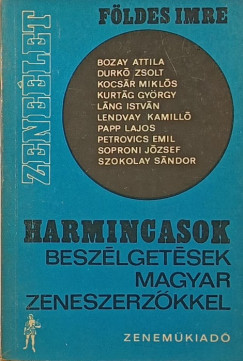 ZENEÉLET
FÖLDES IMRE
BOZAY ATTILA
DURKÓ ZSOLT
KOCSÁR MIKLÓS
KURTÁG GYÖRGY
LÁNG ISTVÁN
LENDVAY KAMILLÓ
PAPP LAJOS
PETROVICS EMIL
SOPRONI JÓZSEF
SZOKOLAY SÁNDOR
HARMINCASOK
BESZÉLGETÉSEK
MAGYAR
ZENESZERZŐKKEL
ZENEMŰKIADÓ